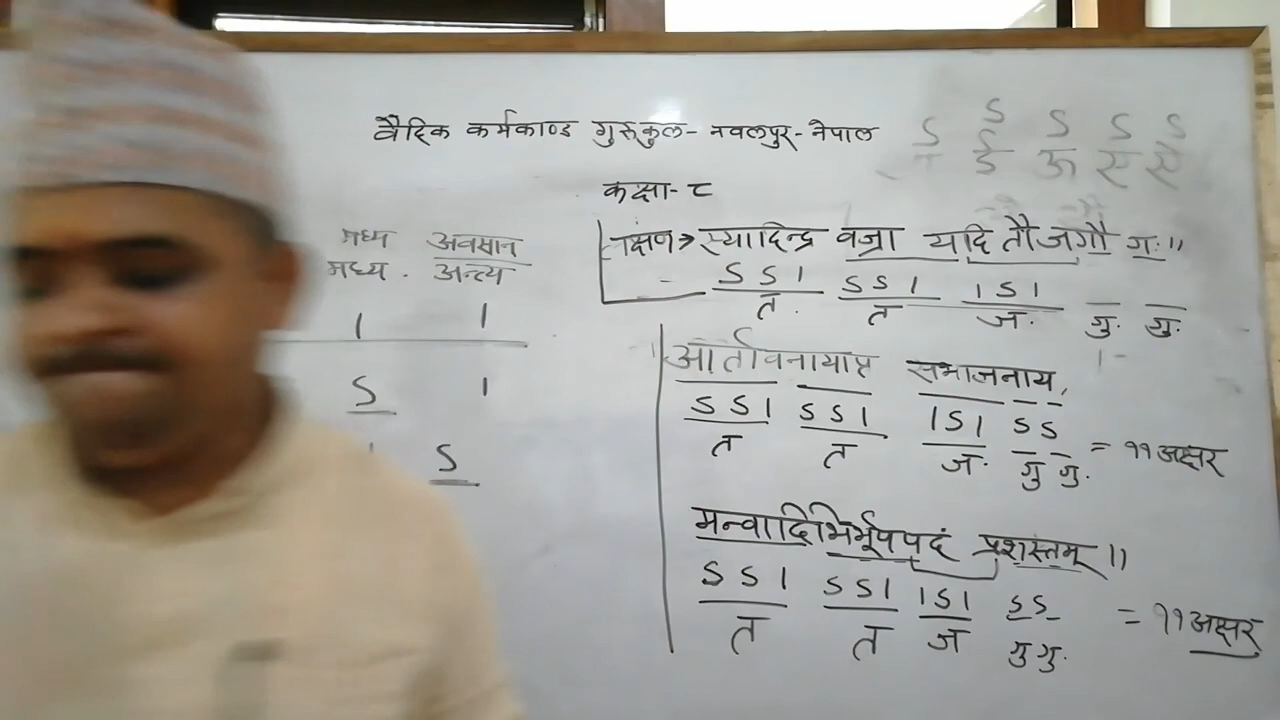 वैदिक कर्मकाण्ड गुरुकुल- नवलपुर- नेपाल
कक्षा- ८
S S S S S
ई ऊ
मध्य अवसान
मध्य . अन्त्य
। ।
S ।
। S
लक्षण→ स्यादिन्द्र वज्रा यदि तौ जगौ गः॥
S S । S S । । S ।
त. त ज. गु. गु.
आर्तावनायाप्त सभाजनाय,
S S । S S । । S । S S
त त ज. गु गु. = ११ अक्षर
मन्वादिभिर्भूपपदं प्रशस्तम् ॥
S S । S S । । S । S S
त त ज गु गु. = ११ अक्षर